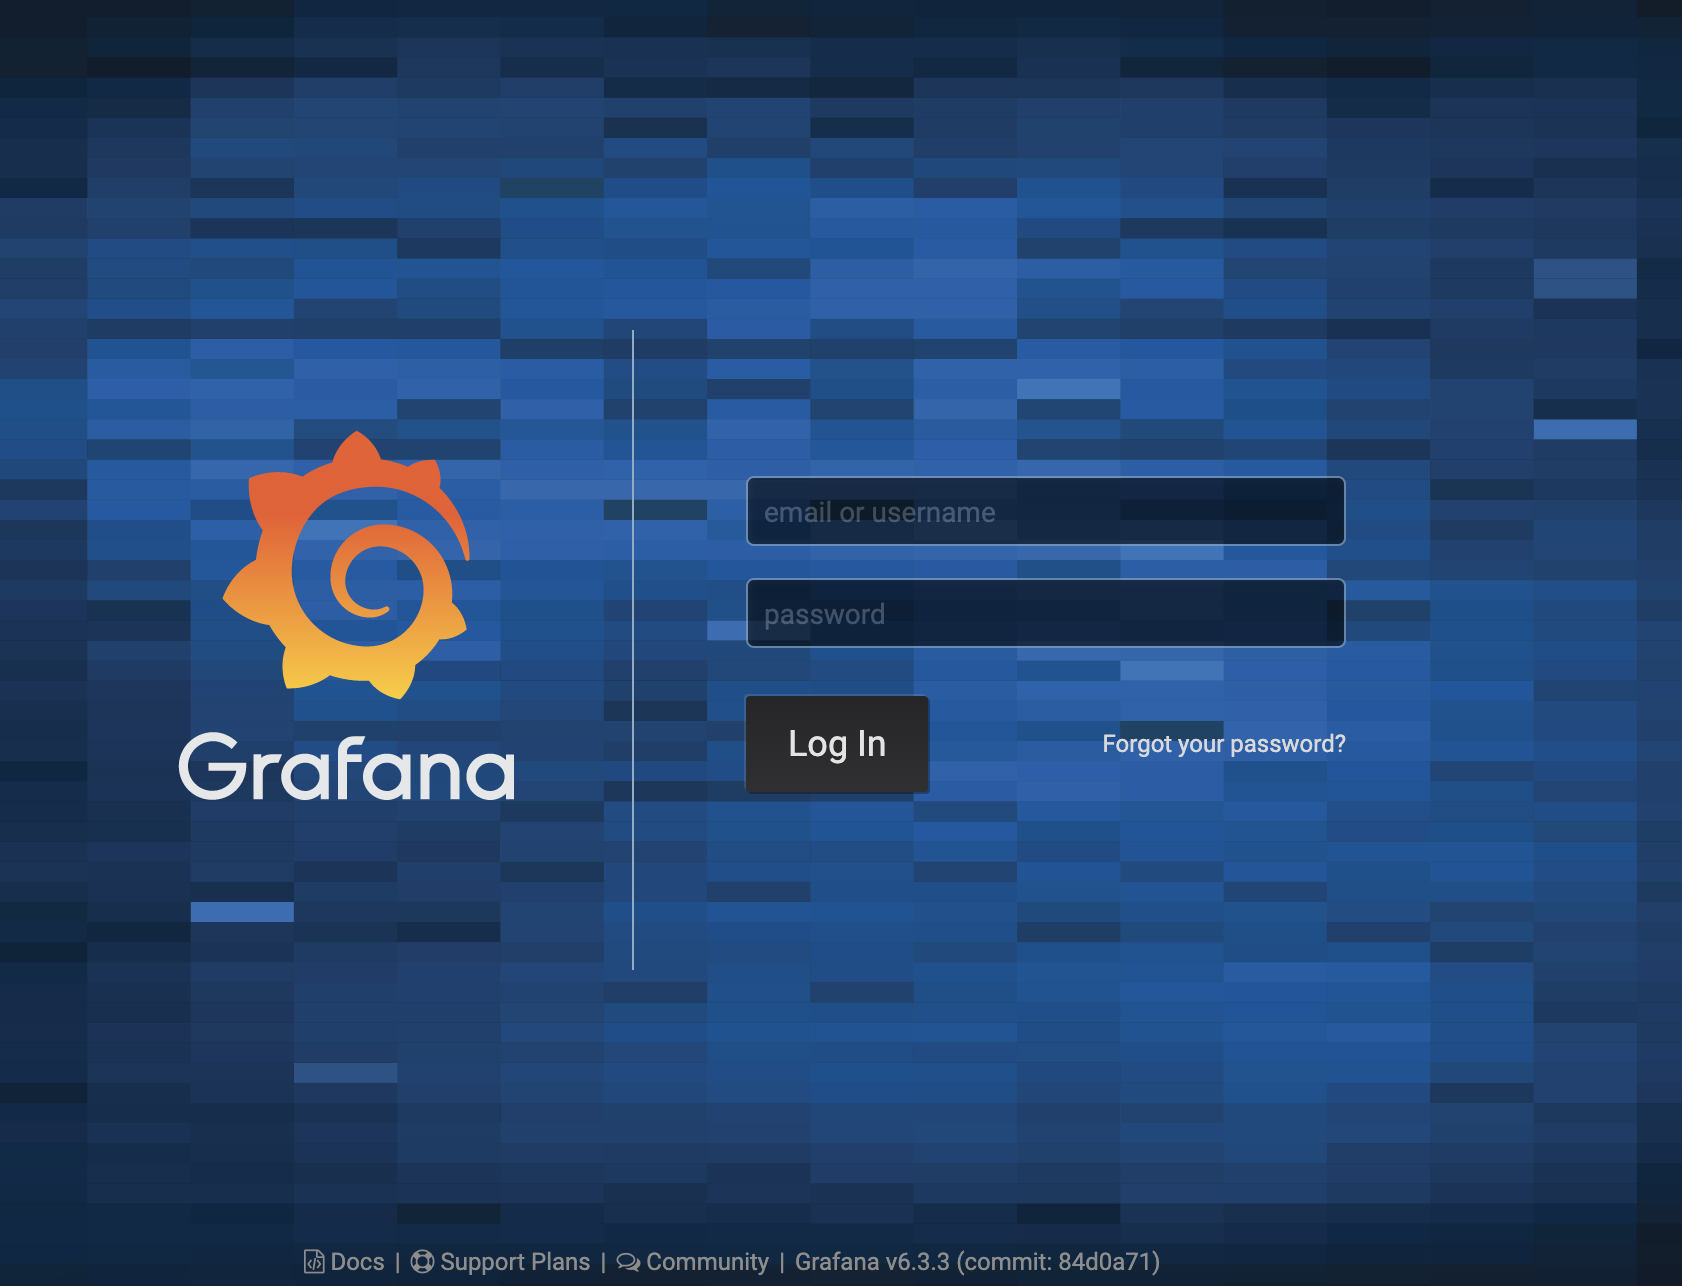 Grafana
email or username
password
Log In
Forgot your password?
Docs | Support Plans | Community | Grafana v6.3.3 (commit: 84d0a71)